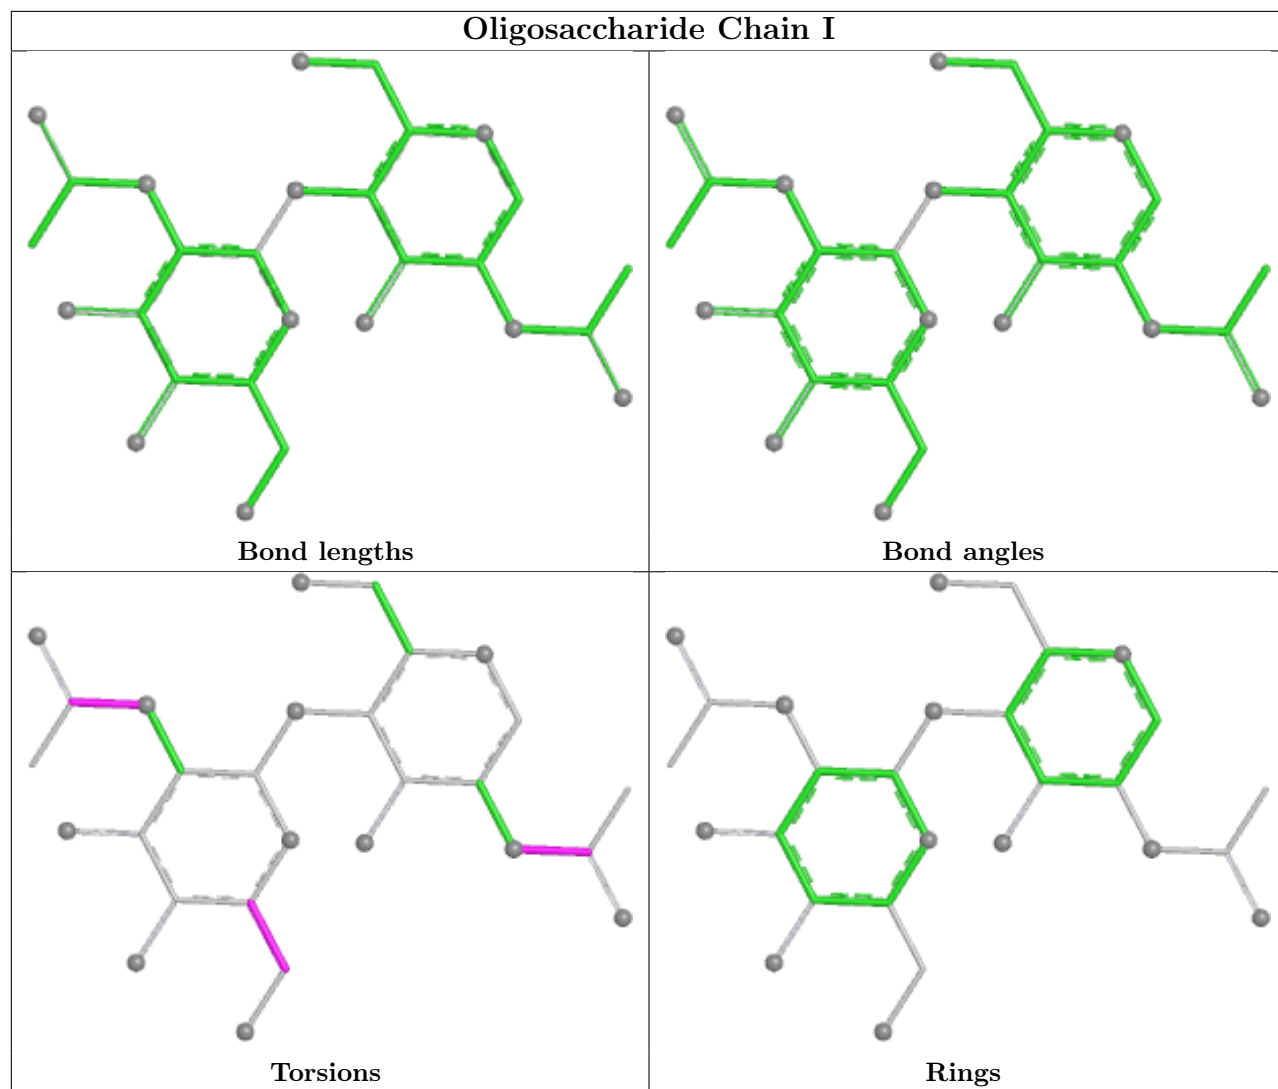 Oligosaccharide Chain I
Bond lengths
Bond angles
Torsions
Rings